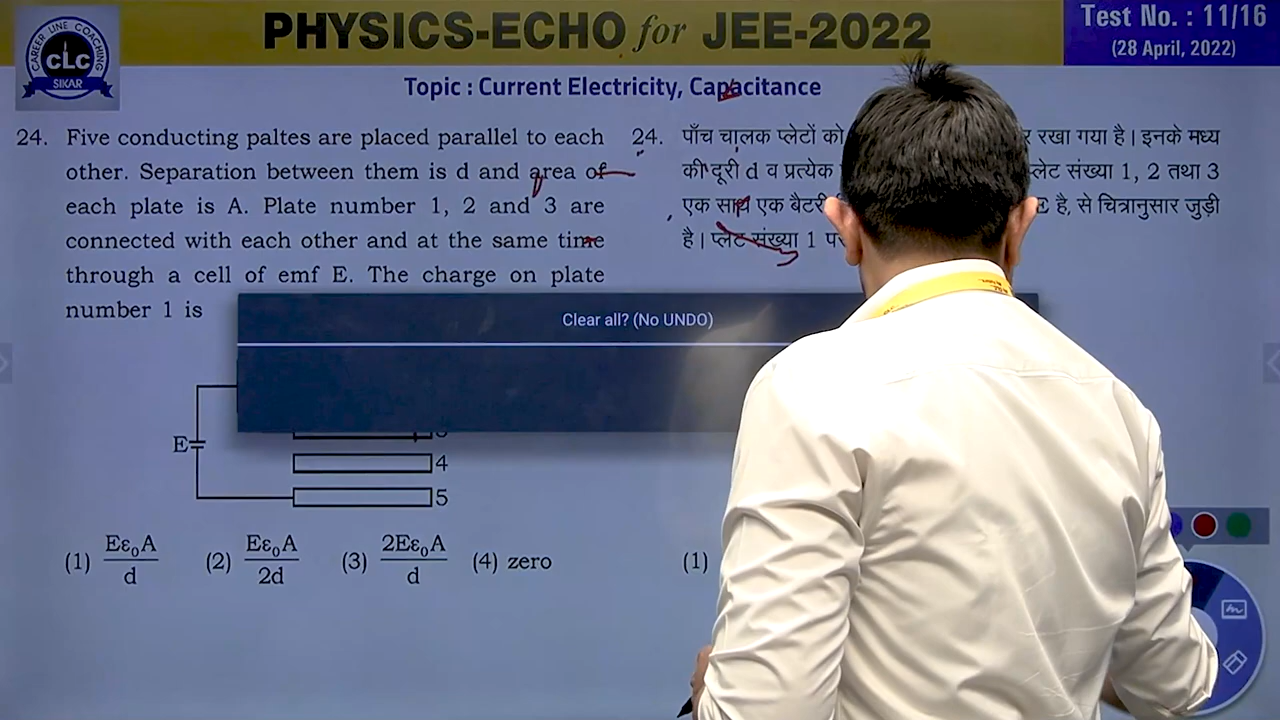 PHYSICS-ECHO for JEE-2022
Test No. : 11/16
(28 April, 2022)
CAREER LINE COACHING
CLC
SIKAR
Topic : Current Electricity, Capacitance
24. Five conducting paltes are placed parallel to each
other. Separation between them is d and area of
each plate is A. Plate number 1, 2 and 3 are
connected with each other and at the same time
through a cell of emf E. The charge on plate
number 1 is
24. पाँच चालक प्लेटों को रखा गया है। इनके मध्य
की दूरी d व प्रत्येक प्लेट संख्या 1, 2 तथा 3
एक साथ एक बैटरी E है, से चित्रानुसार जुड़ी
है। प्लेट संख्या 1 पर
Clear all? (No UNDO)
E
4
5
(1) Eε₀A/d (2) Eε₀A/2d (3) 2Eε₀A/d (4) zero
(1)